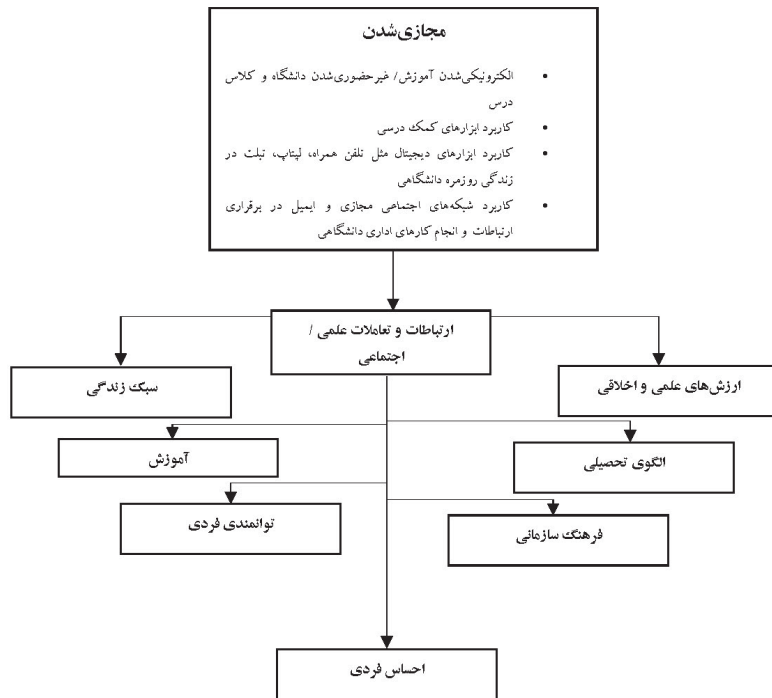 مجازی‌شدن
• الکترونیکی‌شدن آموزش/ غیرحضوری‌شدن دانشگاه و کلاس
درس
• کاربرد ابزارهای کمک درسی
• کاربرد ابزارهای دیجیتال مثل تلفن همراه، لپتاپ، تبلت در
زندگی روزمره دانشگاهی
• کاربرد شبکه‌های اجتماعی مجازی و ایمیل در برقراری
ارتباطات و انجام کارهای اداری دانشگاهی
ارتباطات و تعاملات علمی /
اجتماعی
ارزش‌های علمی و اخلاقی
سبک زندگی
الگوی تحصیلی
آموزش
فرهنگ سازمانی
توانمندی فردی
احساس فردی